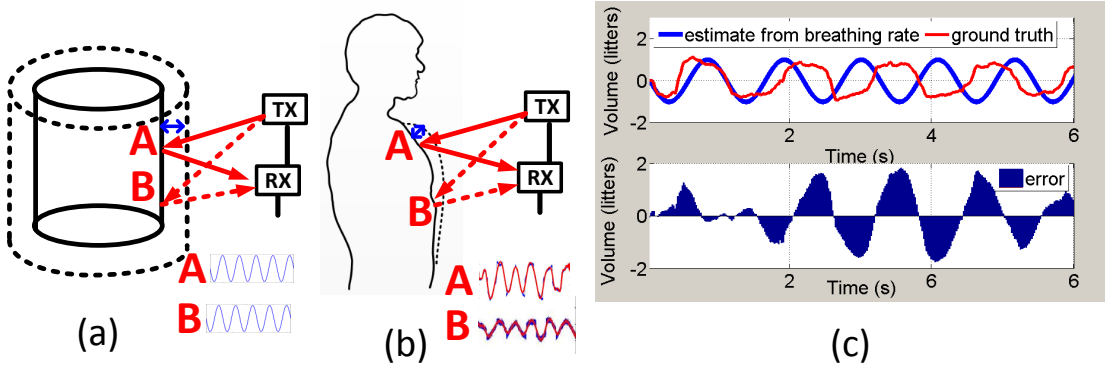 TX
A
RX
B
A
B
(a)
TX
A
RX
B
A
B
(b)
Volume (litters)
2
0
-2
estimate from breathing rate
ground truth
2
4
6
Time (s)
Volume (litters)
2
0
-2
error
2
6
6
Time (s)
(c)